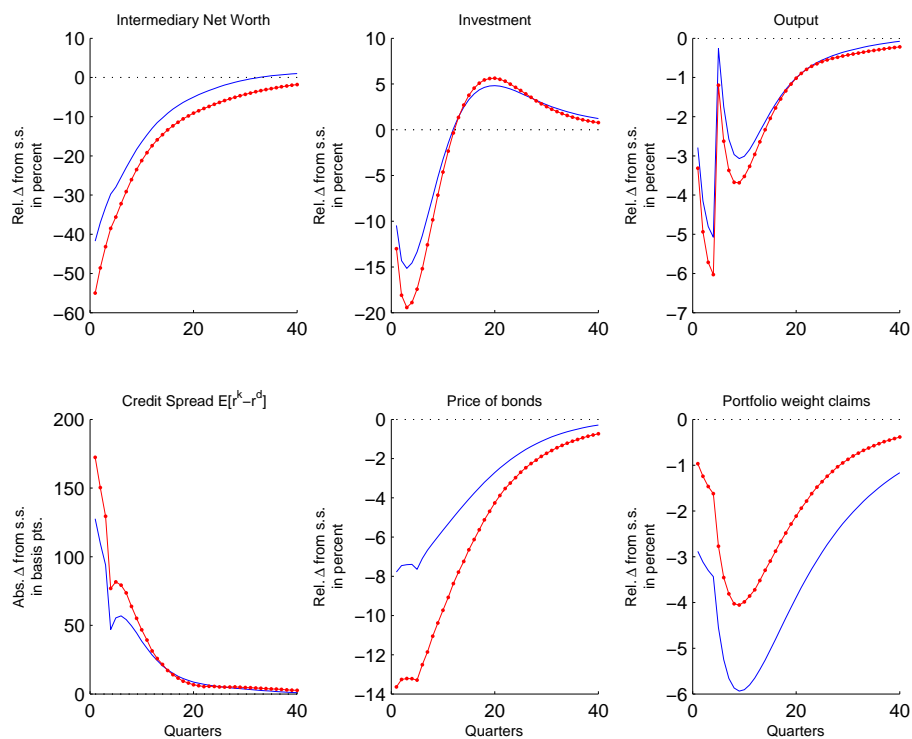 Intermediary Net Worth
10
0
−10
−20
−30
−40
−50
−60
0
20
40
Quarters
Rel. Δ from s.s.
in percent
Investment
10
5
0
−5
−10
−15
−20
0
20
40
Quarters
Rel. Δ from s.s.
in percent
Output
0
−1
−2
−3
−4
−5
−6
−7
0
20
40
Quarters
Rel. Δ from s.s.
in percent
Credit Spread E[r^k−r^d]
200
150
100
50
0
0
20
40
Quarters
Abs. Δ from s.s.
in basis pts.
Price of bonds
0
−2
−4
−6
−8
−10
−12
−14
0
20
40
Quarters
Rel. Δ from s.s.
in percent
Portfolio weight claims
0
−1
−2
−3
−4
−5
−6
0
20
40
Quarters
Rel. Δ from s.s.
in percent